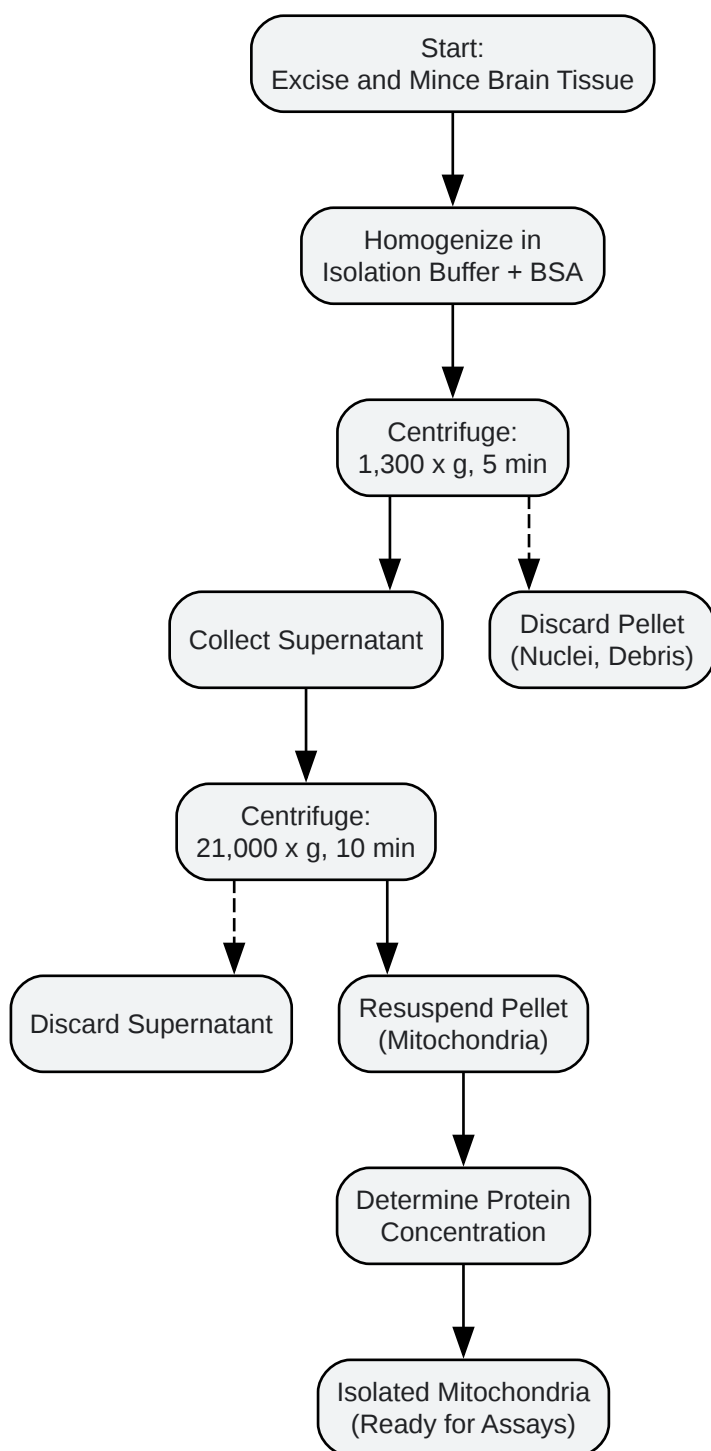 Start:
Excise and Mince Brain Tissue
Homogenize in
Isolation Buffer + BSA
Centrifuge:
1,300 x g, 5 min
Collect Supernatant
Discard Pellet
(Nuclei, Debris)
Centrifuge:
21,000 x g, 10 min
Discard Supernatant
Resuspend Pellet
(Mitochondria)
Determine Protein
Concentration
Isolated Mitochondria
(Ready for Assays)